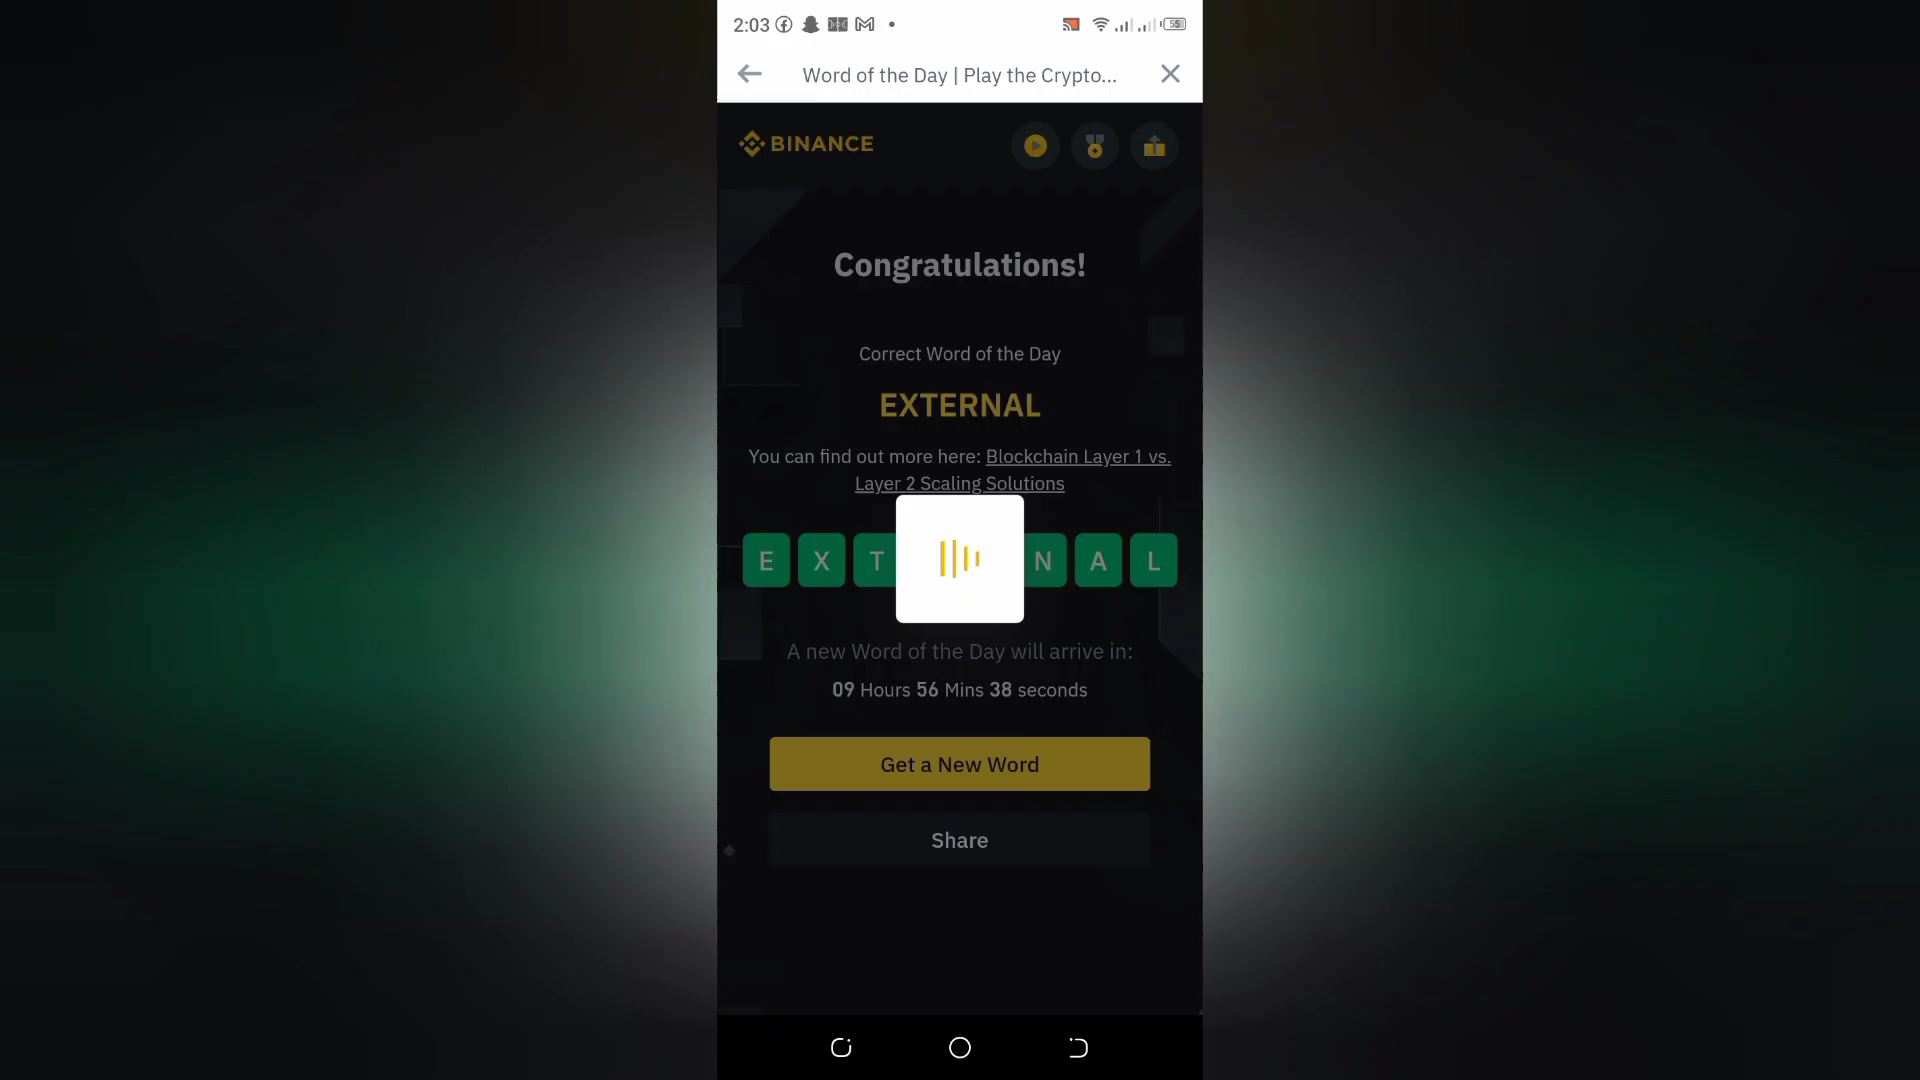 2:03
55
Word of the Day | Play the Crypto...
BINANCE
Congratulations!
Correct Word of the Day
EXTERNAL
You can find out more here: Blockchain Layer 1 vs.
Layer 2 Scaling Solutions
E X T N A L
A new Word of the Day will arrive in:
09 Hours 56 Mins 38 seconds
Get a New Word
Share